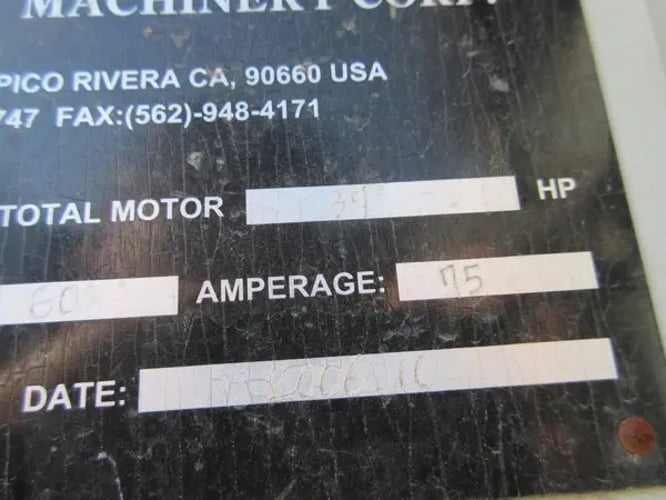 MACHINERY CORP.
PICO RIVERA CA, 90660 USA
747 FAX:(562)-948-4171
TOTAL MOTOR HP
60 AMPERAGE: 75
DATE: